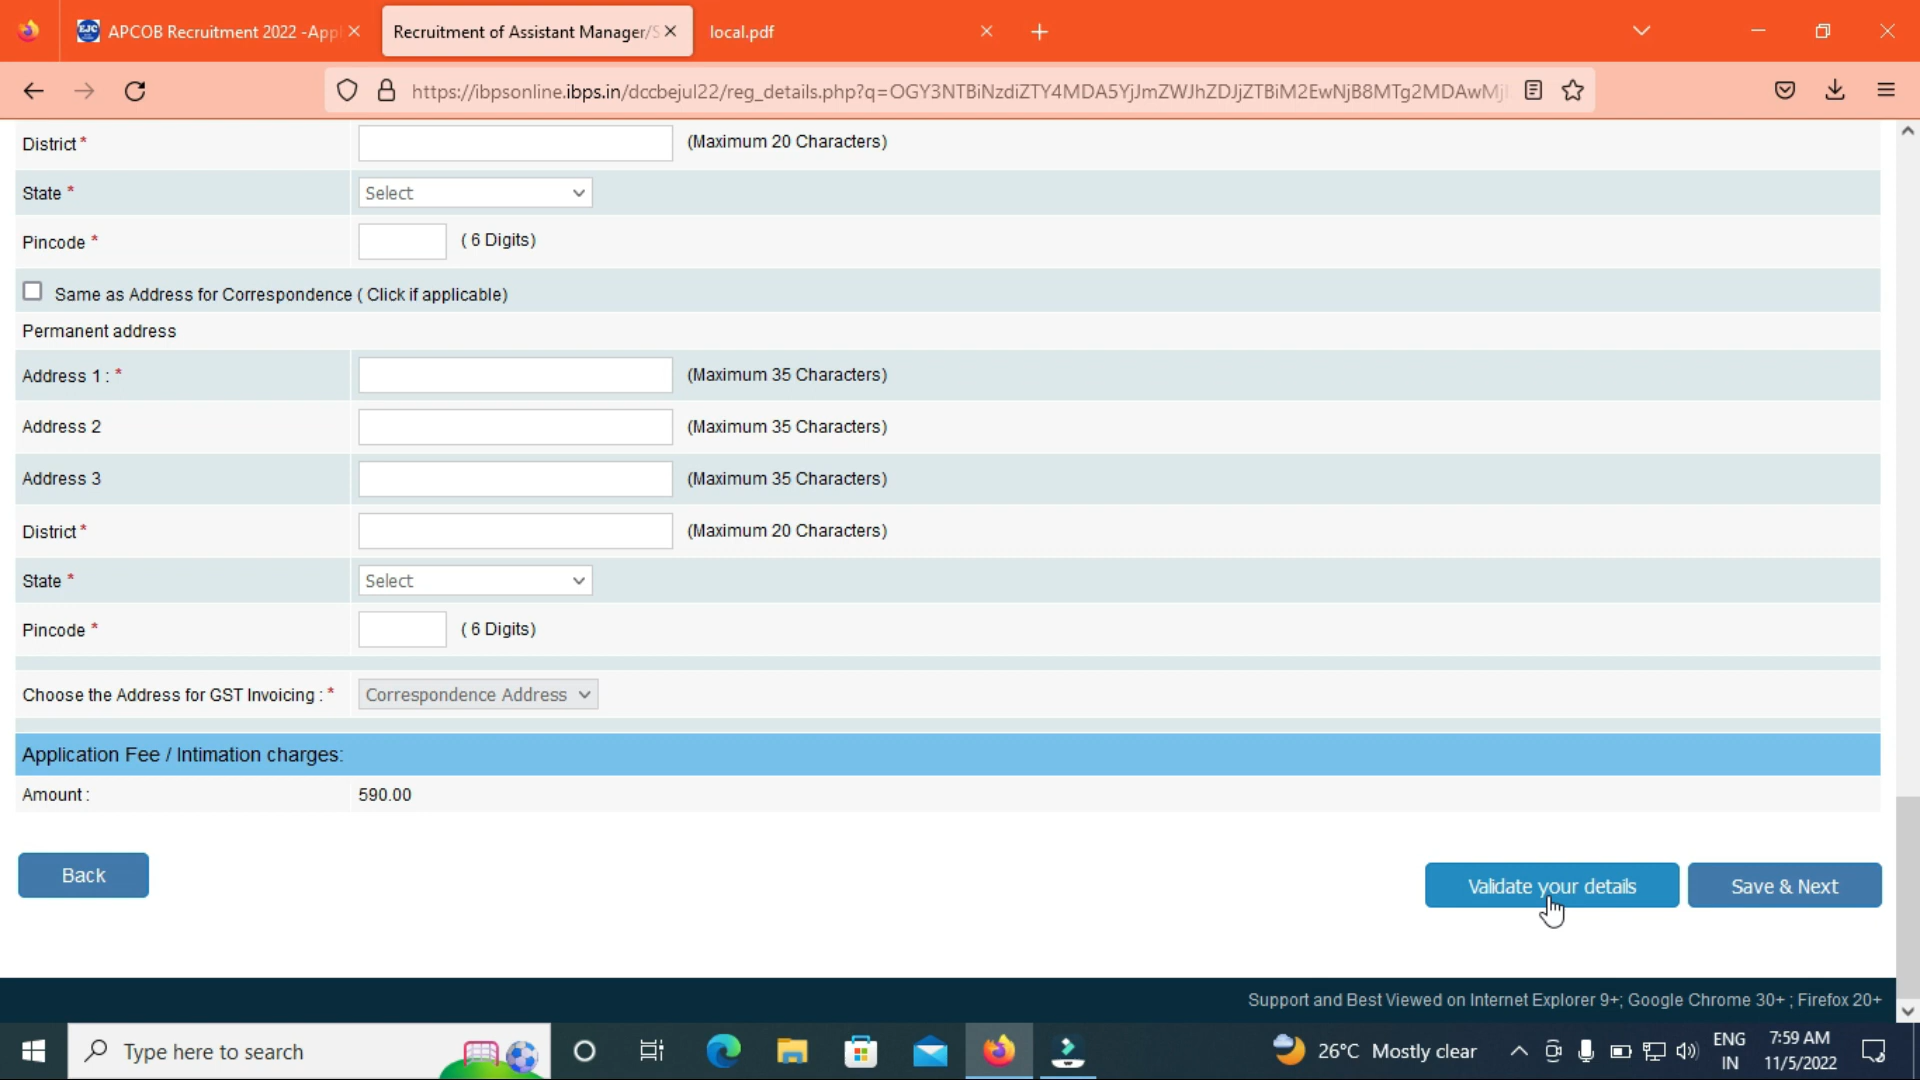 APCOB Recruitment 2022 -Appl
Recruitment of Assistant Manager/S
local.pdf
https://ibpsonline.ibps.in/dccbejul22/reg_details.php?q=OGY3NTBiNzdiZTY4MDA5YjJmZWJhZDJjZTBiM2EwNjB8MTg2MDAwMj
District *
(Maximum 20 Characters)
State *
Select
Pincode *
( 6 Digits)
Same as Address for Correspondence ( Click if applicable)
Permanent address
Address 1 : *
(Maximum 35 Characters)
Address 2
(Maximum 35 Characters)
Address 3
(Maximum 35 Characters)
District *
(Maximum 20 Characters)
State *
Select
Pincode *
( 6 Digits)
Choose the Address for GST Invoicing : *
Correspondence Address
Application Fee / Intimation charges:
Amount :
590.00
Back
Validate your details
Save & Next
Support and Best Viewed on Internet Explorer 9+; Google Chrome 30+ ; Firefox 20+
Type here to search
26°C Mostly clear
ENG
IN
7:59 AM
11/5/2022